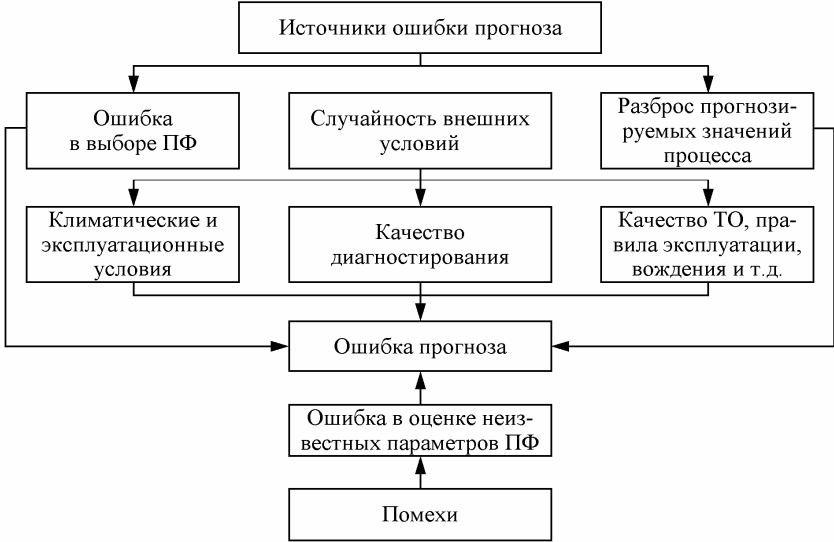 Источники ошибки прогноза
Ошибка
в выборе ПФ
Случайность внешних
условий
Разброс прогнози-
руемых значений
процесса
Климатические и
эксплуатационные
условия
Качество
диагностирования
Качество ТО, пра-
вила эксплуатации,
вождения и т.д.
Ошибка прогноза
Ошибка в оценке неиз-
вестных параметров ПФ
Помехи